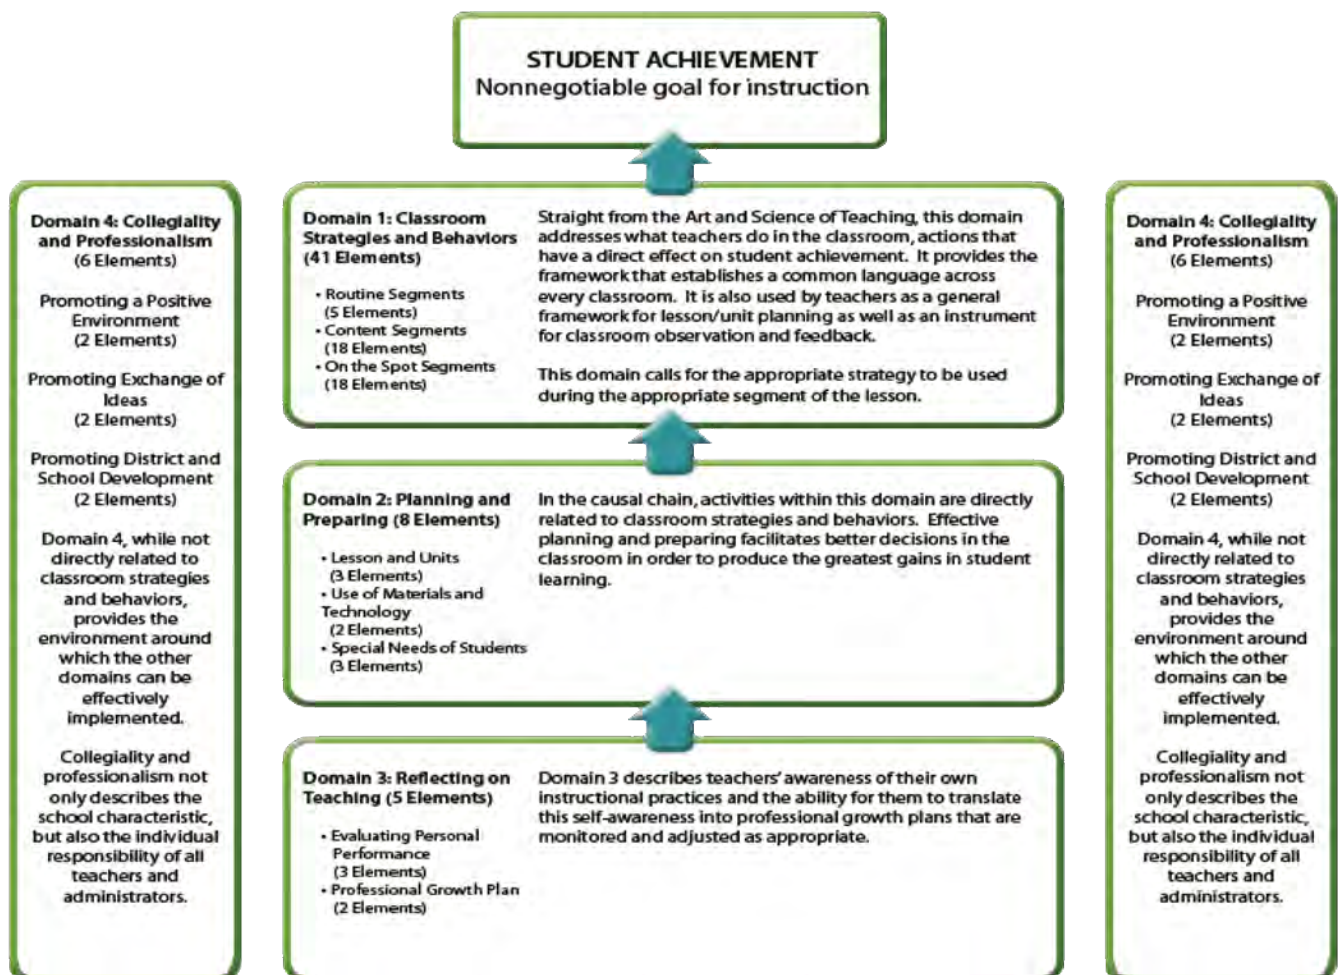 STUDENT ACHIEVEMENT
Nonnegotiable goal for instruction
Domain 4: Collegiality
and Professionalism
(6 Elements)
Promoting a Positive
Environment
(2 Elements)
Promoting Exchange of
Ideas
(2 Elements)
Promoting District and
School Development
(2 Elements)
Domain 4, while not
directly related to
classroom strategies
and behaviors,
provides the
environment around
which the other
domains can be
effectively
implemented.
Collegiality and
professionalism not
only describes the
school characteristic,
but also the individual
responsibility of all
teachers and
administrators.
Domain 1: Classroom
Strategies and Behaviors
(41 Elements)
• Routine Segments
(5 Elements)
• Content Segments
(18 Elements)
• On the Spot Segments
(18 Elements)
Straight from the Art and Science of Teaching, this domain
addresses what teachers do in the classroom, actions that
have a direct effect on student achievement. It provides the
framework that establishes a common language across
every classroom. It is also used by teachers as a general
framework for lesson/unit planning as well as an instrument
for classroom observation and feedback.
This domain calls for the appropriate strategy to be used
during the appropriate segment of the lesson.
Domain 2: Planning and
Preparing (8 Elements)
• Lesson and Units
(3 Elements)
• Use of Materials and
Technology
(2 Elements)
• Special Needs of Students
(3 Elements)
In the causal chain, activities within this domain are directly
related to classroom strategies and behaviors. Effective
planning and preparing facilitates better decisions in the
classroom in order to produce the greatest gains in student
learning.
Domain 3: Reflecting on
Teaching (5 Elements)
• Evaluating Personal
Performance
(3 Elements)
• Professional Growth Plan
(2 Elements)
Domain 3 describes teachers' awareness of their own
instructional practices and the ability for them to translate
this self-awareness into professional growth plans that are
monitored and adjusted as appropriate.
Domain 4: Collegiality
and Professionalism
(6 Elements)
Promoting a Positive
Environment
(2 Elements)
Promoting Exchange of
Ideas
(2 Elements)
Promoting District and
School Development
(2 Elements)
Domain 4, while not
directly related to
classroom strategies
and behaviors,
provides the
environment around
which the other
domains can be
effectively
implemented.
Collegiality and
professionalism not
only describes the
school characteristic,
but also the individual
responsibility of all
teachers and
administrators.